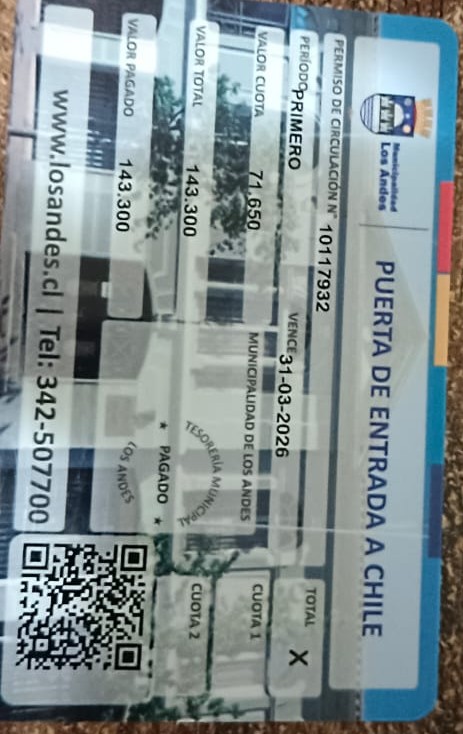 Municipalidad
Los Andes
PUERTA DE ENTRADA A CHILE
PERMISO DE CIRCULACIÓN N° 10117932
PERÍODO PRIMERO VENCE 31-03-2026
TOTAL X
VALOR CUOTA 71.650
MUNICIPALIDAD DE LOS ANDES
CUOTA 1
VALOR TOTAL 143.300
TESORERÍA MUNICIPAL
★ PAGADO ★
LOS ANDES
CUOTA 2
VALOR PAGADO 143.300
www.losandes.cl | Tel: 342-507700